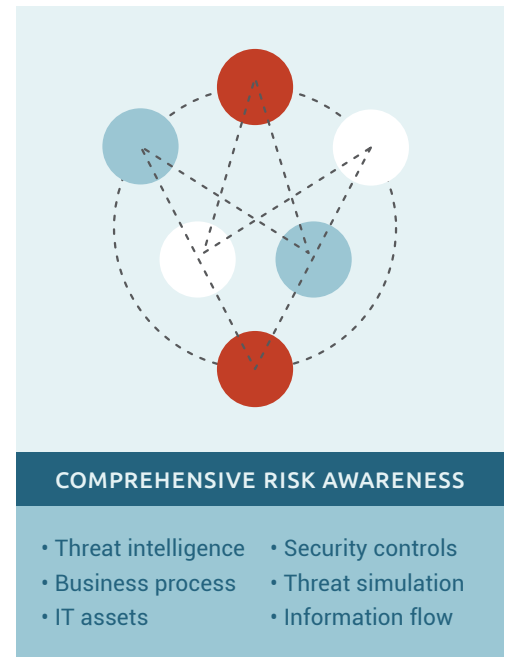 COMPREHENSIVE RISK AWARENESS
• Threat intelligence
• Business process
• IT assets
• Security controls
• Threat simulation
• Information flow